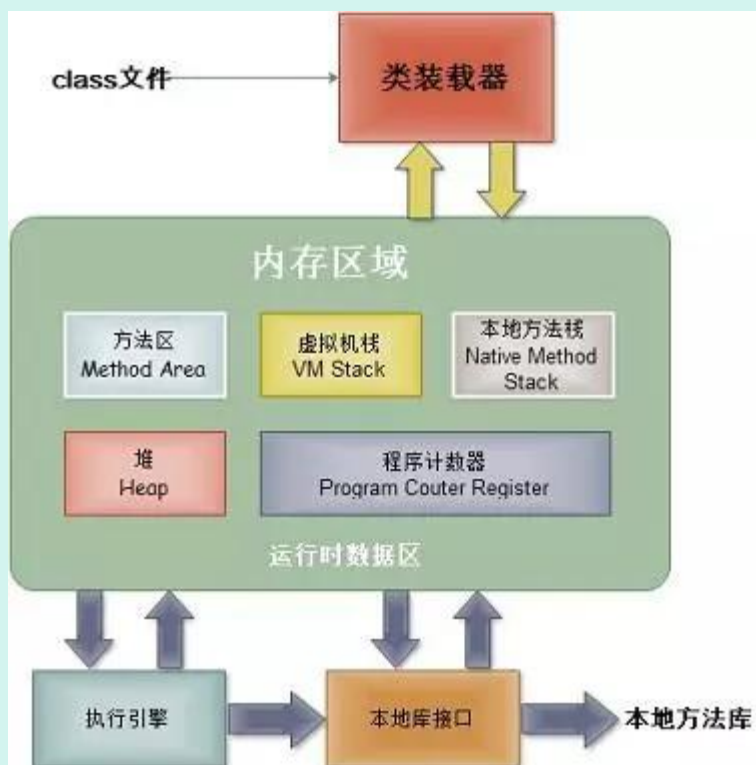 class文件
类装载器
内存区域
方法区
Method Area
虚拟机栈
VM Stack
本地方法栈
Native Method
Stack
堆
Heap
程序计数器
Program Couter Register
运行时数据区
执行引擎
本地库接口
本地方法库